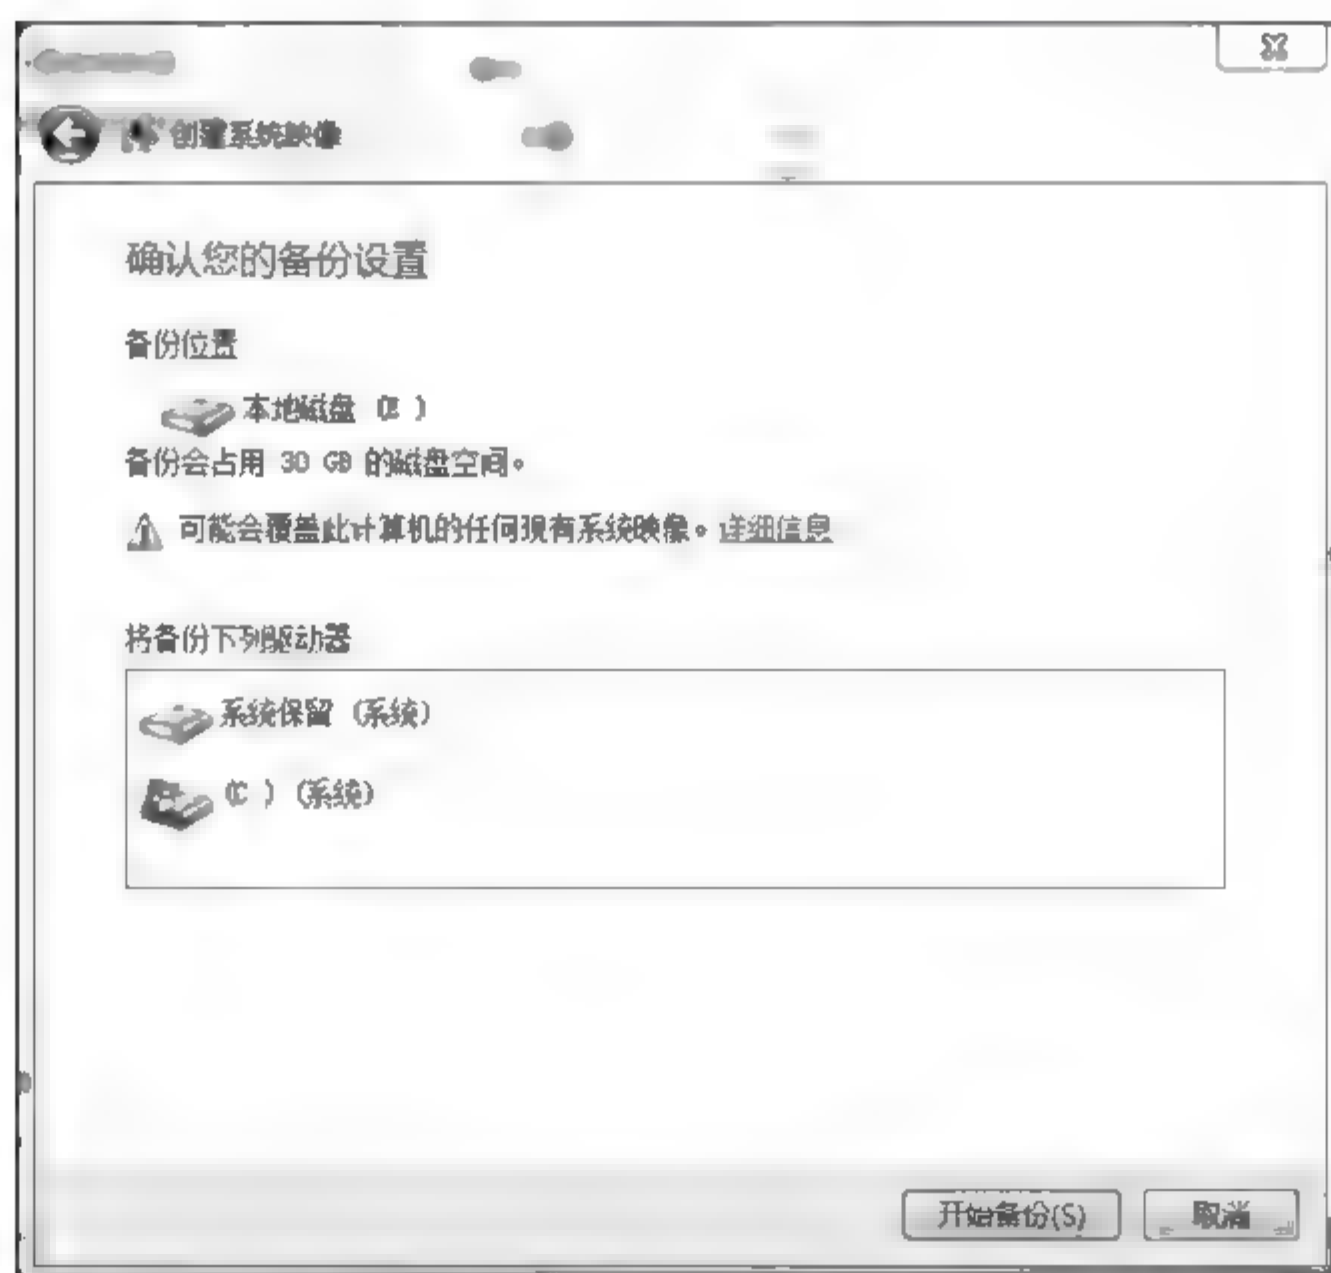 创建系统映像
确认您的备份设置
备份位置
本地磁盘 (E:)
备份会占用 30 GB 的磁盘空间。
可能会覆盖此计算机的任何现有系统映像。详细信息
将备份下列驱动器
系统保留 (系统)
(C:) (系统)
开始备份(S) 取消